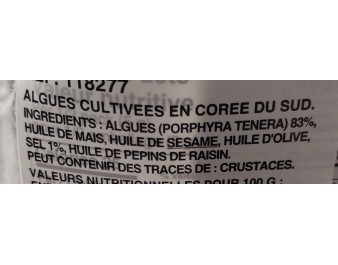 REF: 118277
ALGUES CULTIVEES EN COREE DU SUD.
INGREDIENTS : ALGUES (PORPHYRA TENERA) 83%,
HUILE DE MAIS, HUILE DE SESAME, HUILE D'OLIVE,
SEL 1%, HUILE DE PEPINS DE RAISIN.
PEUT CONTENIR DES TRACES DE : CRUSTACES.
VALEURS NUTRITIONNELLES POUR 100 G :